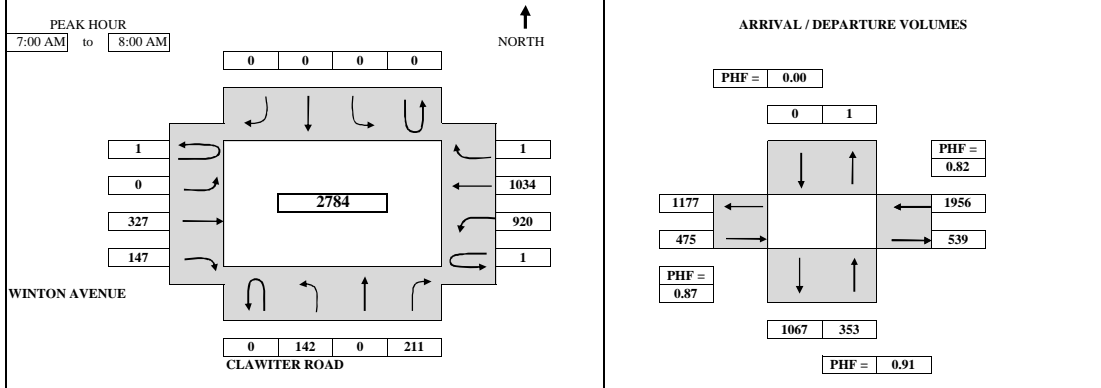 PEAK HOUR
7:00 AM to 8:00 AM
NORTH
0 0 0 0
1 1
0 1034
2784
327 920
147 1
WINTON AVENUE
0 142 0 211
CLAWITER ROAD
ARRIVAL / DEPARTURE VOLUMES
PHF = 0.00
0 1
PHF =
0.82
1177 1956
475 539
PHF =
0.87
1067 353
PHF = 0.91